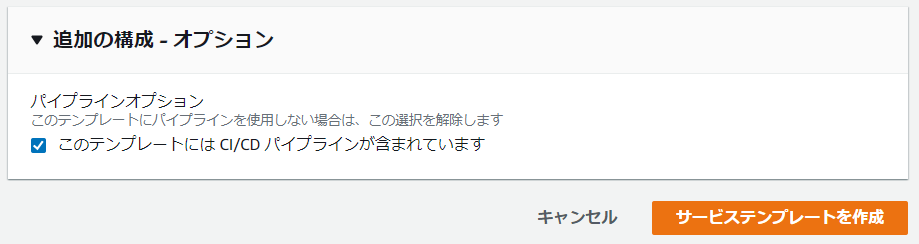 ▼ 追加の構成 - オプション
パイプラインオプション
このテンプレートにパイプラインを使用しない場合は、この選択を解除します
このテンプレートには CI/CD パイプラインが含まれています
キャンセル
サービステンプレートを作成